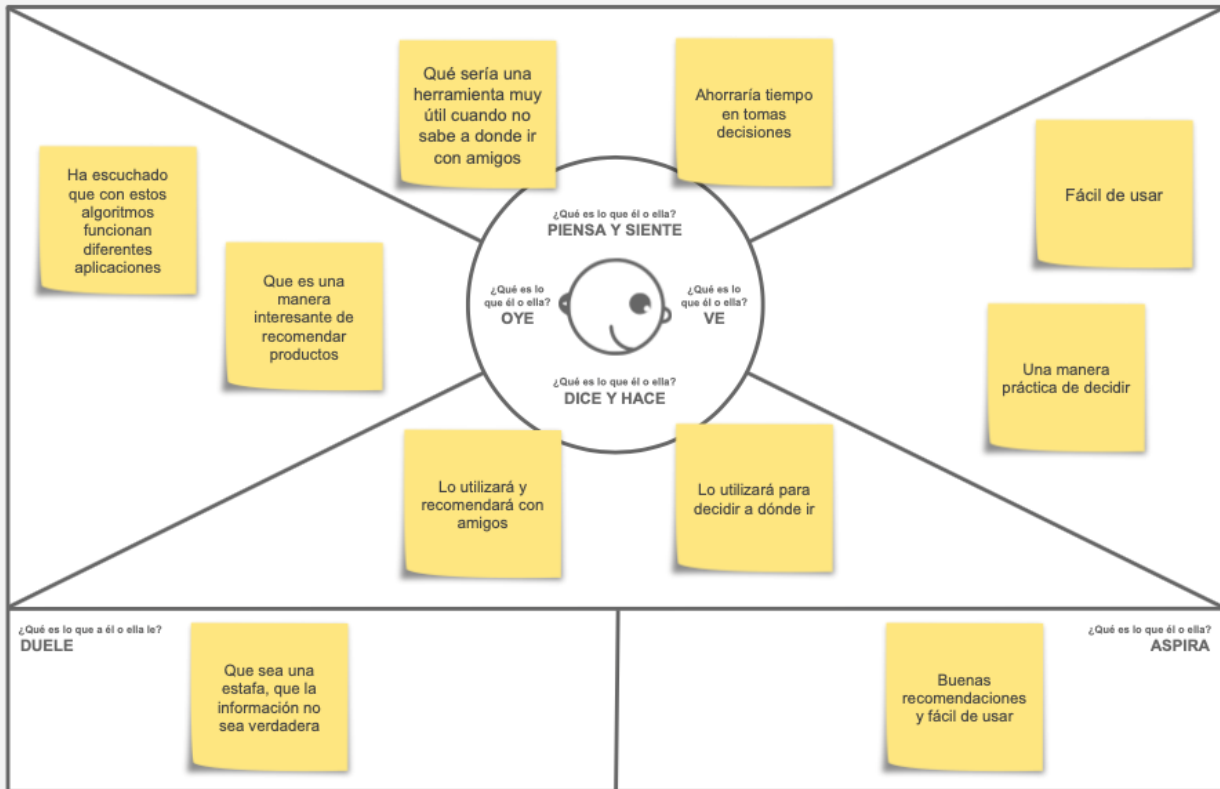 Qué sería una
herramienta muy
útil cuando no
sabe a donde ir
con amigos
Ahorraría tiempo
en tomas
decisiones
Ha escuchado
que con estos
algoritmos
funcionan
diferentes
aplicaciones
Que es una
manera
interesante de
recomendar
productos
Fácil de usar
Una manera
práctica de decidir
¿Qué es lo que él o ella?
PIENSA Y SIENTE
¿Qué es lo
que él o ella?
OYE
¿Qué es lo
que él o ella?
VE
¿Qué es lo que él o ella?
DICE Y HACE
Lo utilizará y
recomendará con
amigos
Lo utilizará para
decidir a dónde ir
¿Qué es lo que a él o ella le?
DUELE
Que sea una
estafa, que la
información no
sea verdadera
¿Qué es lo que él o ella?
ASPIRA
Buenas
recomendaciones
y fácil de usar